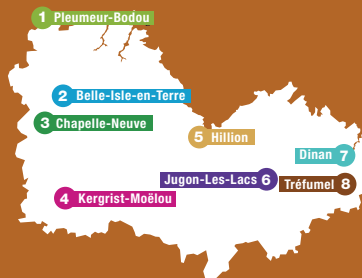 1 Pleumeur-Bodou
2 Belle-Isle-en-Terre
3 Chapelle-Neuve
5 Hillion
Dinan 7
Jugon-Les-Lacs 6
Tréfumel 8
4 Kergrist-Moëlou